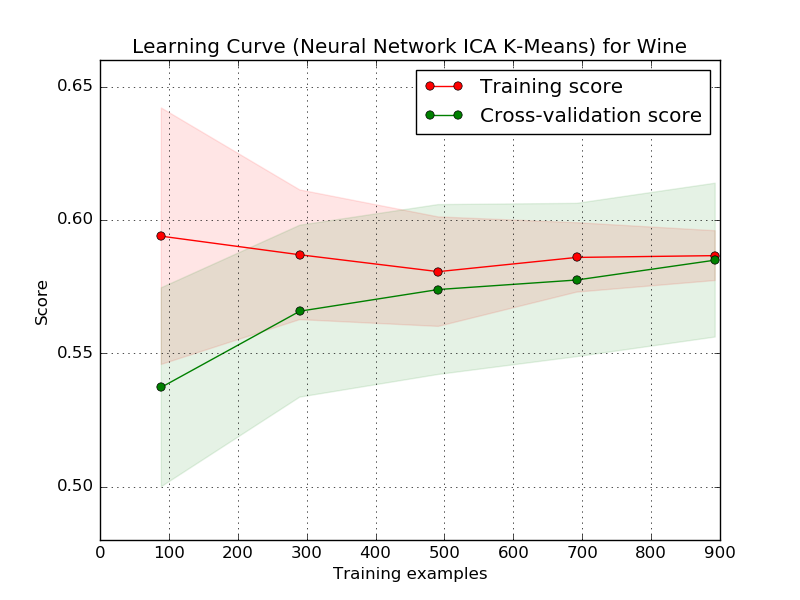 Learning Curve (Neural Network ICA K-Means) for Wine
Training score
Cross-validation score
0.65
0.60
0.55
0.50
Score
0 100 200 300 400 500 600 700 800 900
Training examples